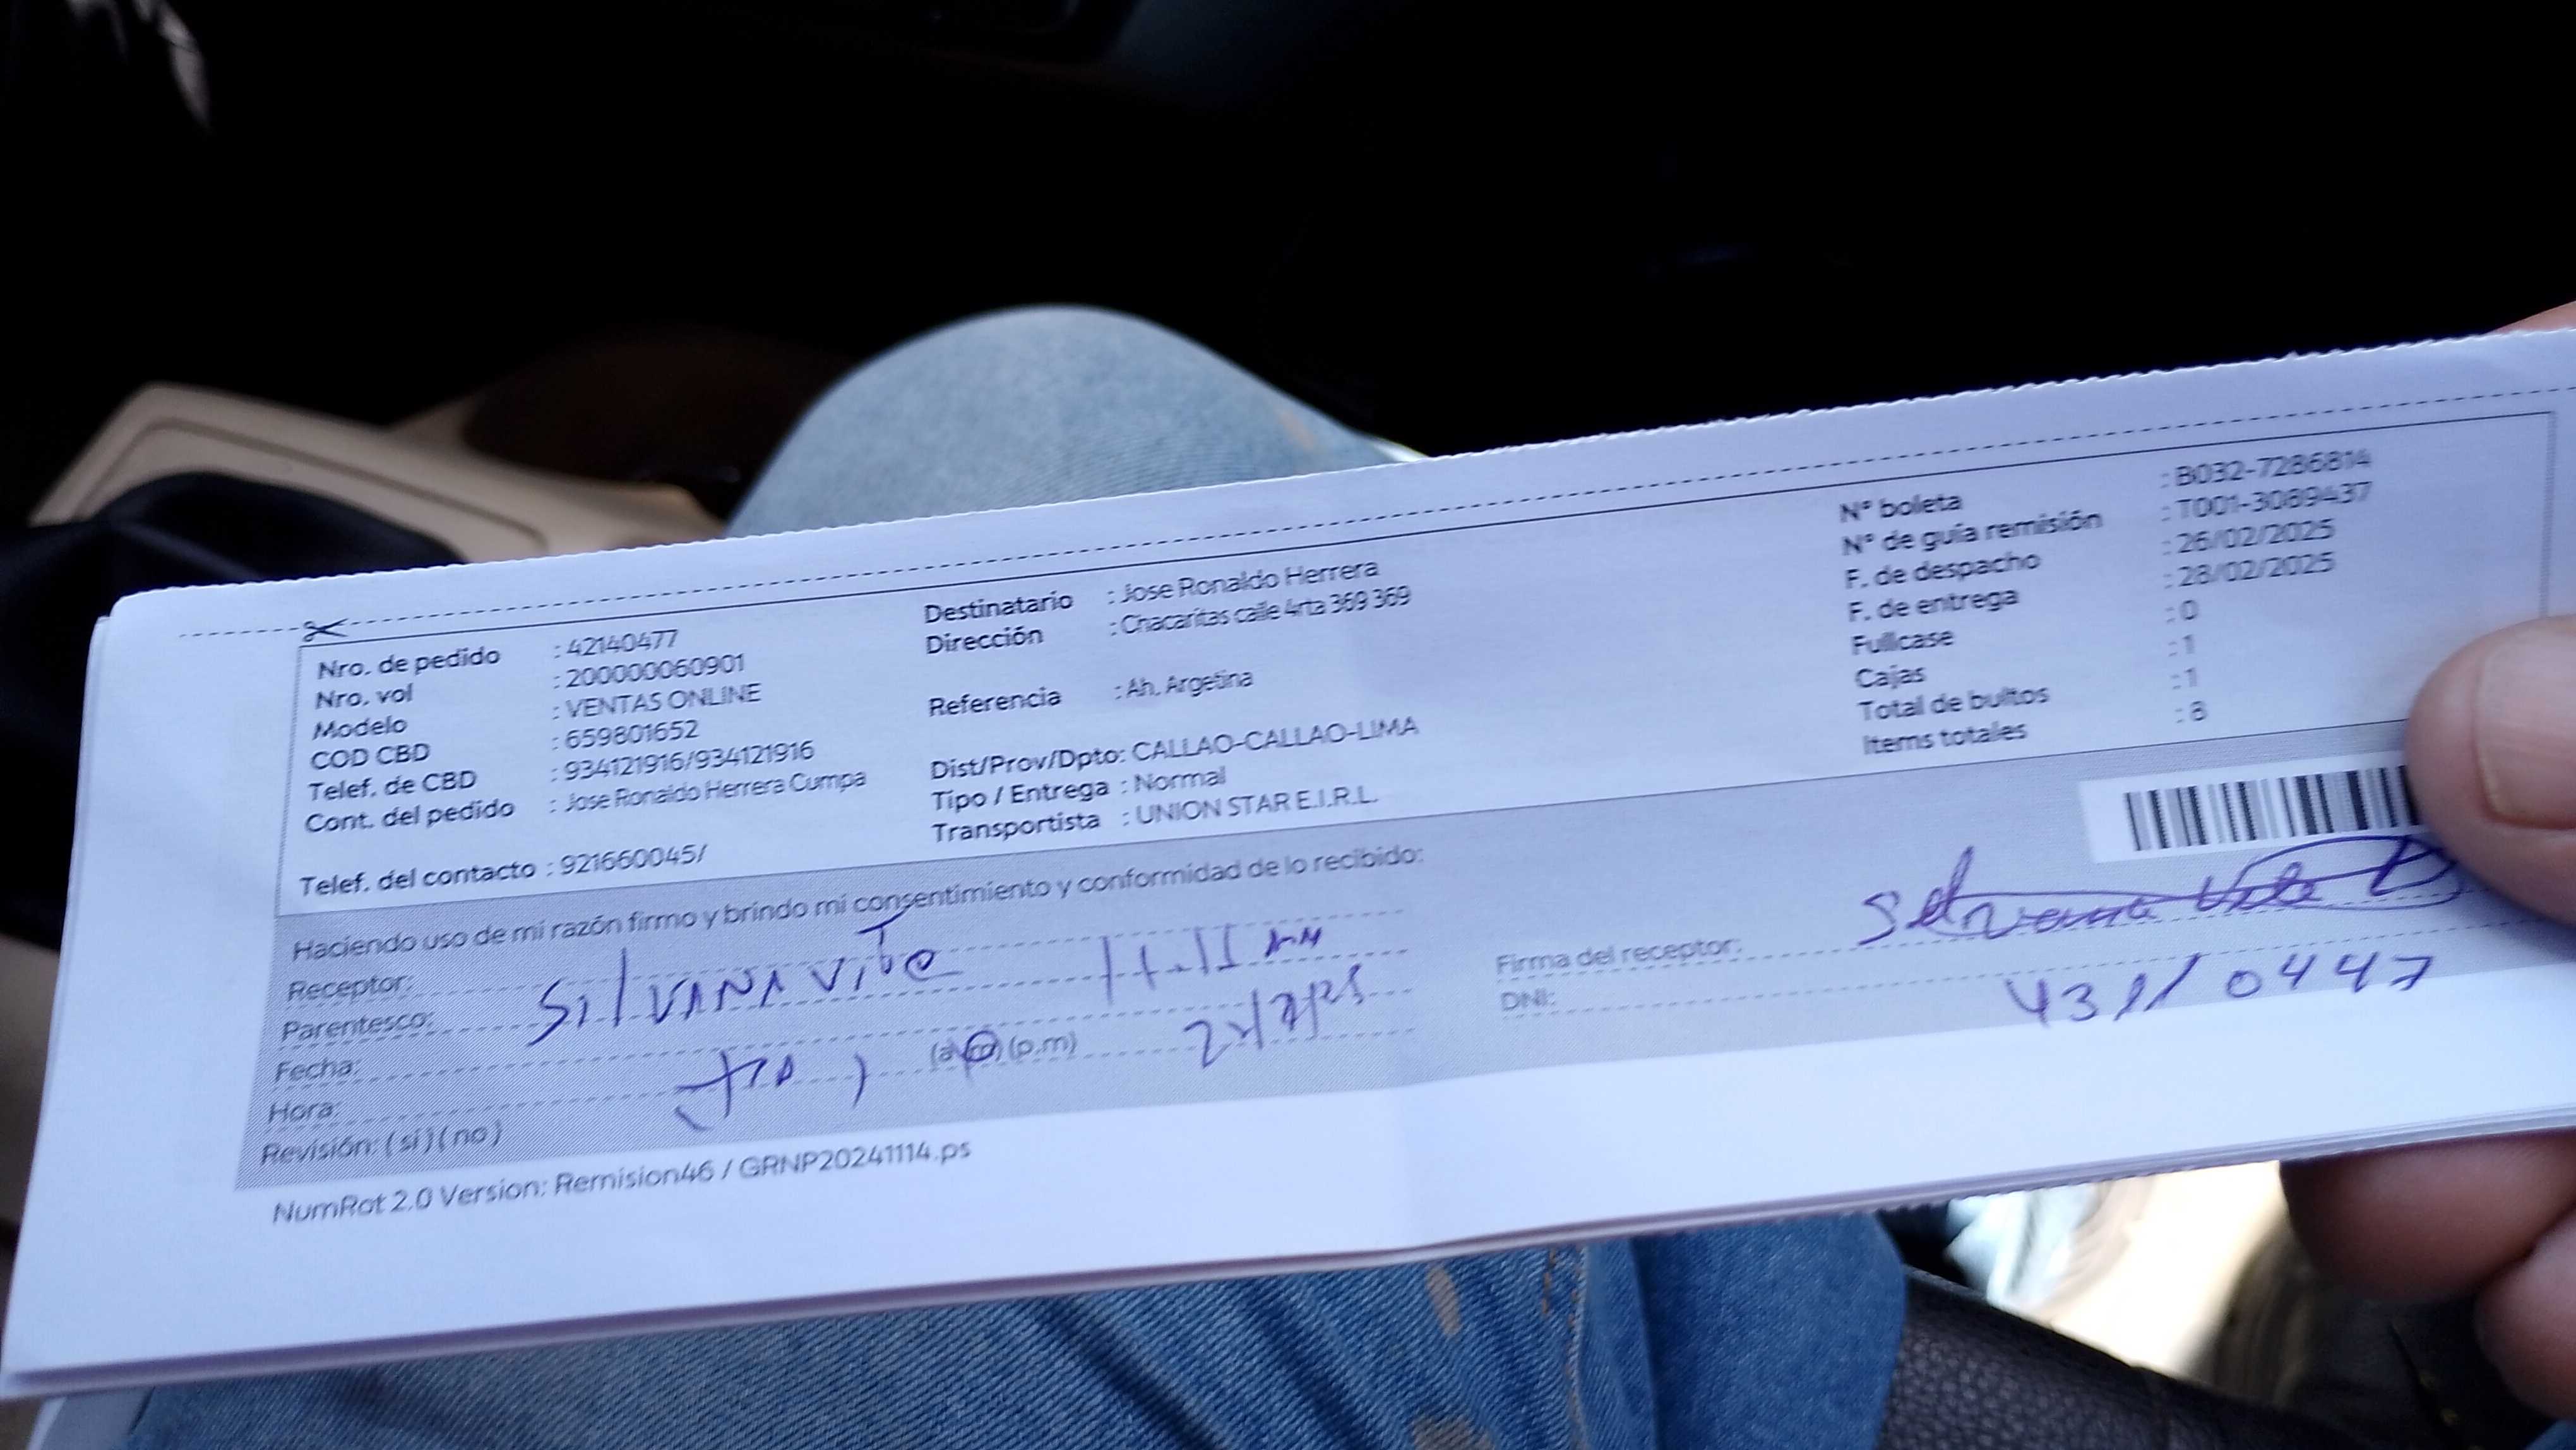 Nro. de pedido : 42140477
Nro. vol : 200000060901
Modelo : VENTAS ONLINE
COD CBD : 659801652
Telef. de CBD : 934121916/934121916
Cont. del pedido : Jose Ronaldo Herrera Cumpa
Telef. del contacto : 921660045/
Destinatario : Jose Ronaldo Herrera
Dirección : Chacaritas calle 4rta 369 369
Referencia : Ah. Argetina
Dist/Prov/Dpto: CALLAO-CALLAO-LIMA
Tipo / Entrega : Normal
Transportista : UNION STAR E.I.R.L.
N° boleta : B032-7286814
N° de guía remisión : T001-3089437
F. de despacho : 26/02/2025
F. de entrega : 28/02/2025
Fullcase : 0
Cajas : 1
Total de bultos : 1
Items totales : 8
Haciendo uso de mi razón firmo y brindo mi consentimiento y conformidad de lo recibido:
Receptor:
Parentesco: SilVANA ViTo
Fecha:
Hora: (a.m) (p.m)
Revisión: (si) (no)
Firma del receptor:
DNI: 43110447
NumRot 2.0 Version: Remision46 / GRNP20241114.ps